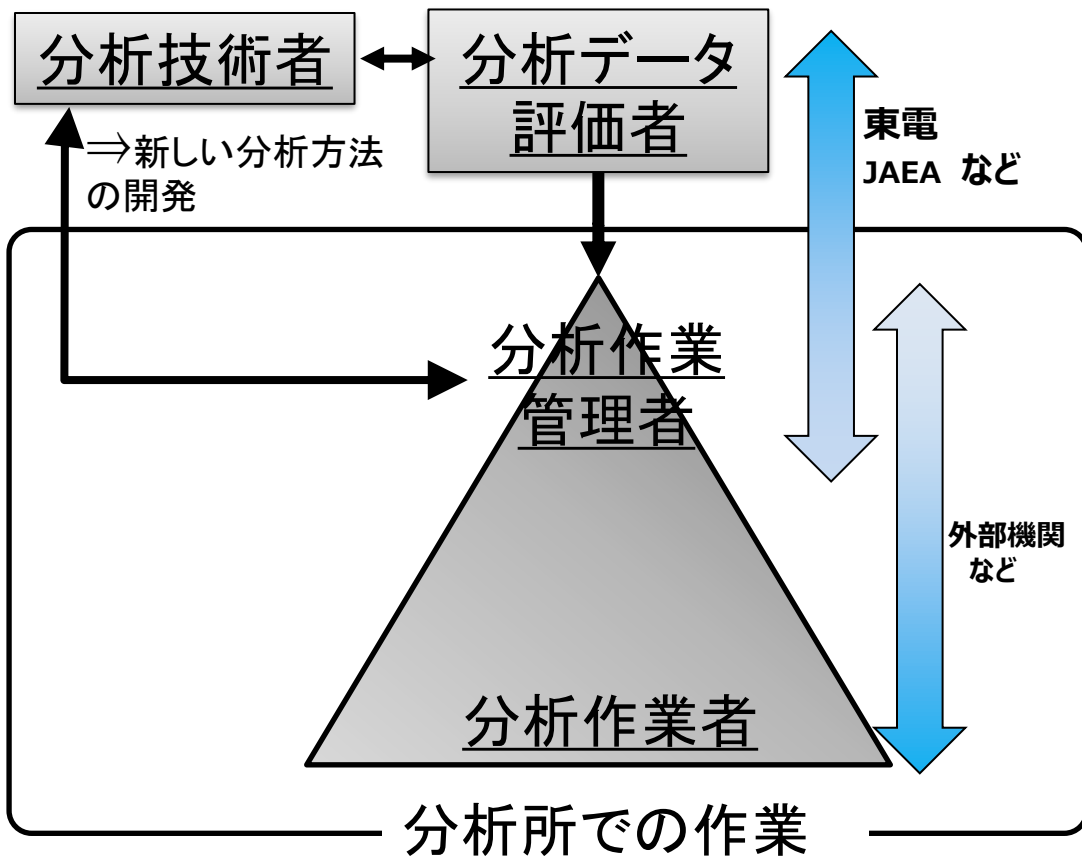 分析技術者
分析データ
評価者
⇒新しい分析方法
の開発
東電
JAEA など
分析作業
管理者
外部機関
など
分析作業者
分析所での作業